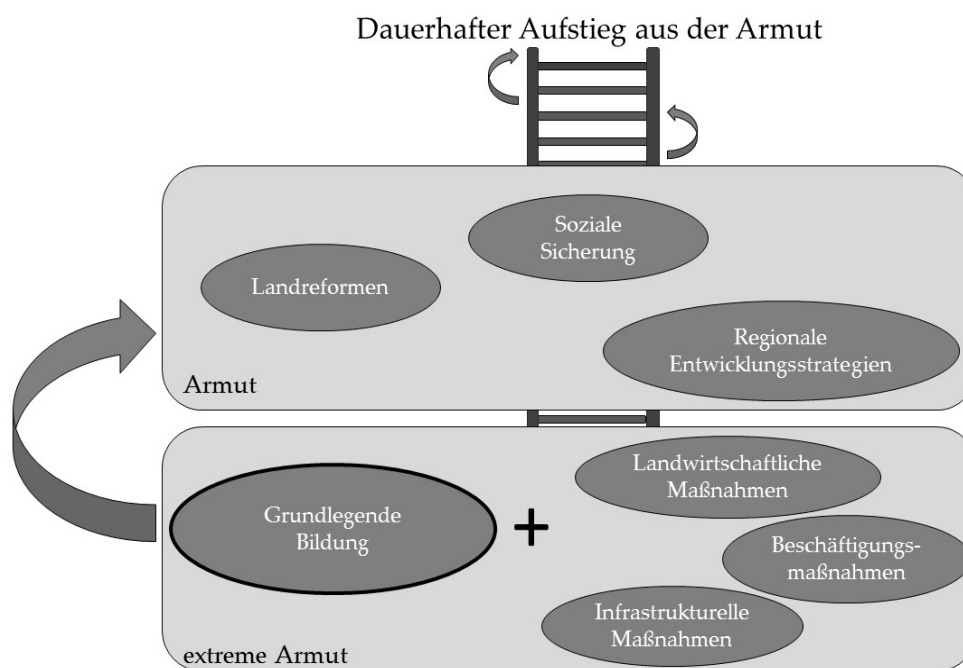 Dauerhafter Aufstieg aus der Armut
Soziale
Sicherung
Landreformen
Regionale
Entwicklungsstrategien
Armut
Landwirtschaftliche
Maßnahmen
Grundlegende
Bildung
+
Beschäftigungs-
maßnahmen
Infrastrukturelle
Maßnahmen
extreme Armut